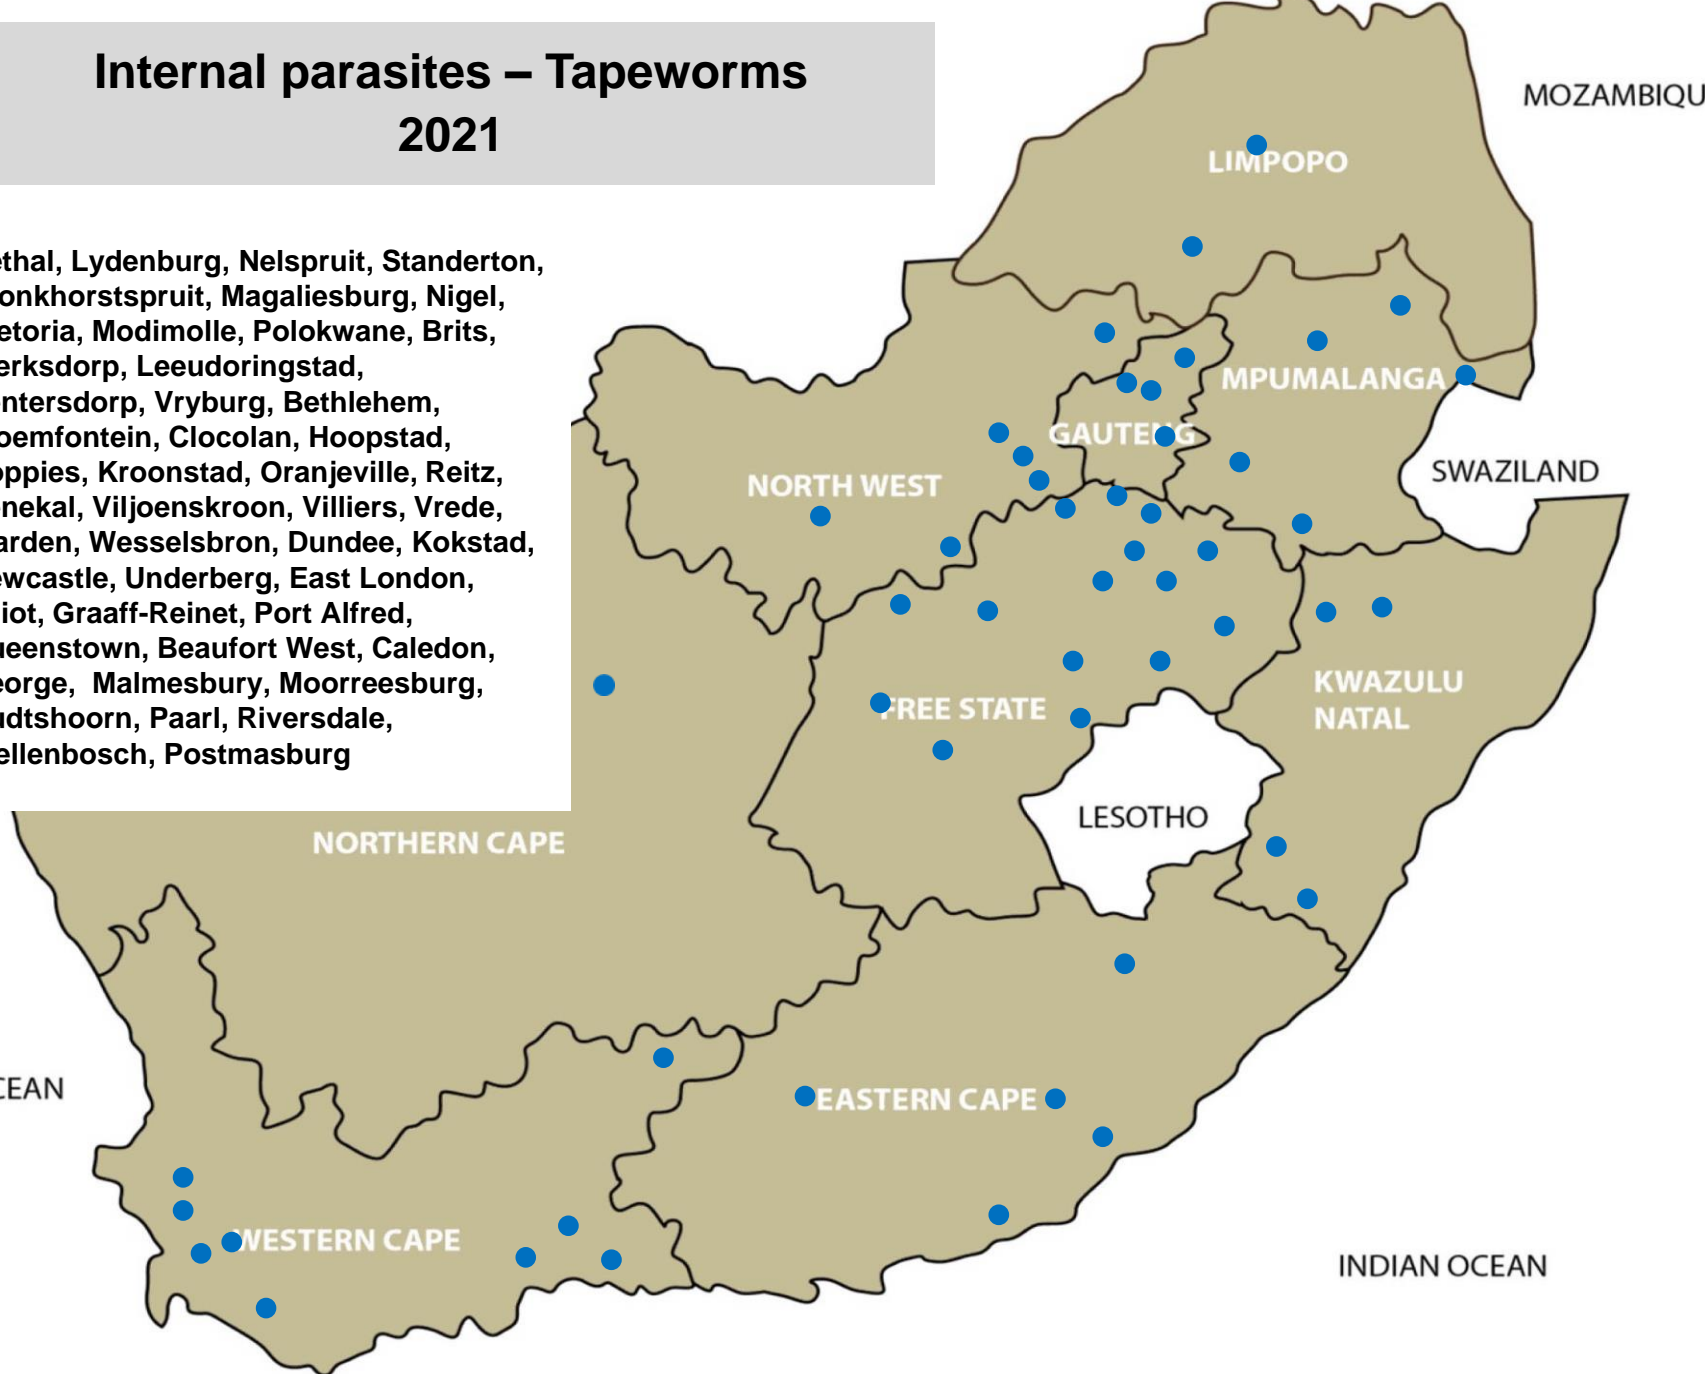 Internal parasites – Tapeworms
2021
MOZAMBIQU
LIMPOPO
ethal, Lydenburg, Nelspruit, Standerton,
onkhorstspruit, Magaliesburg, Nigel,
etoria, Modimolle, Polokwane, Brits,
erksdorp, Leeudoringstad,
entersdorp, Vryburg, Bethlehem,
oemfontein, Clocolan, Hoopstad,
oppies, Kroonstad, Oranjeville, Reitz,
enekal, Viljoenskroon, Villiers, Vrede,
arden, Wesselsbron, Dundee, Kokstad,
ewcastle, Underberg, East London,
liot, Graaff-Reinet, Port Alfred,
ueenstown, Beaufort West, Caledon,
eorge, Malmesbury, Moorreesburg,
udtshoorn, Paarl, Riversdale,
ellenbosch, Postmasburg
MPUMALANGA
GAUTENG
SWAZILAND
NORTH WEST
KWAZULU
NATAL
FREE STATE
LESOTHO
NORTHERN CAPE
CEAN
EASTERN CAPE
WESTERN CAPE
INDIAN OCEAN